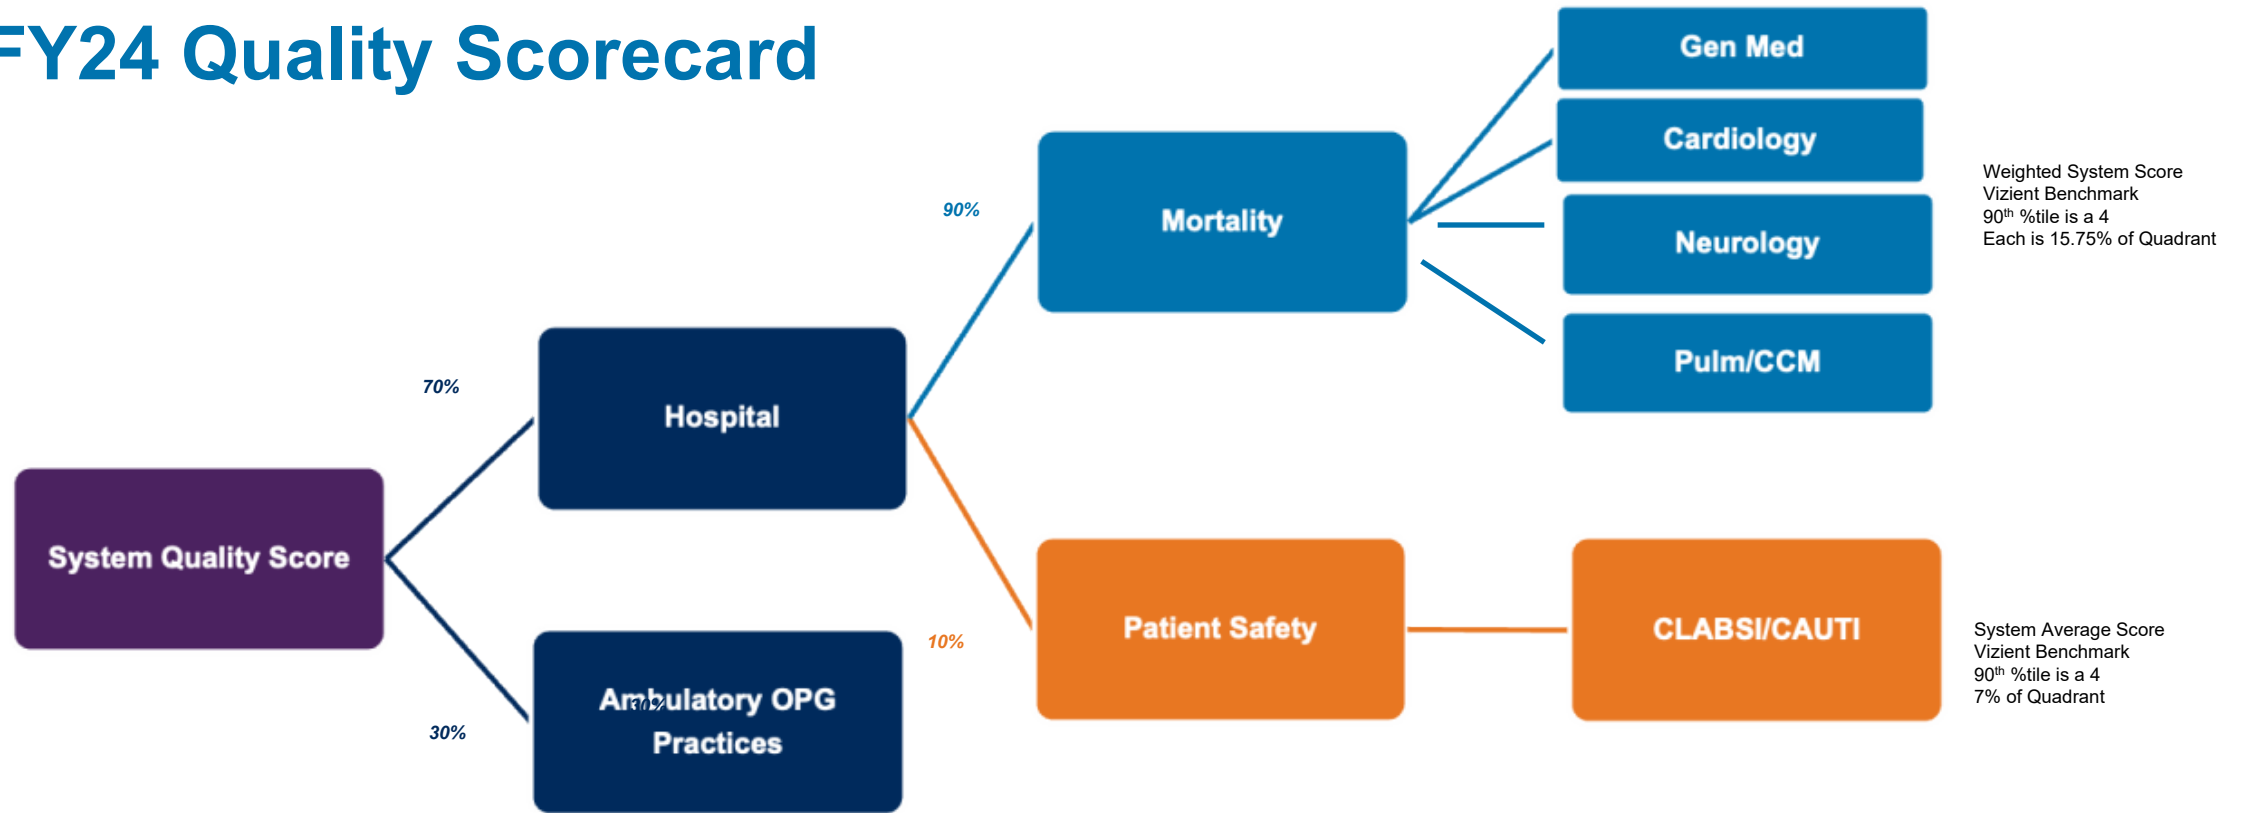 FY24 Quality Scorecard
Gen Med
Cardiology
Neurology
Pulm/CCM
Weighted System Score
Vizient Benchmark
90th %tile is a 4
Each is 15.75% of Quadrant
90%
Mortality
70%
Hospital
System Quality Score
30%
Ambulatory OPG
Practices
30%
10%
Patient Safety
CLABSI/CAUTI
System Average Score
Vizient Benchmark
90th %tile is a 4
7% of Quadrant